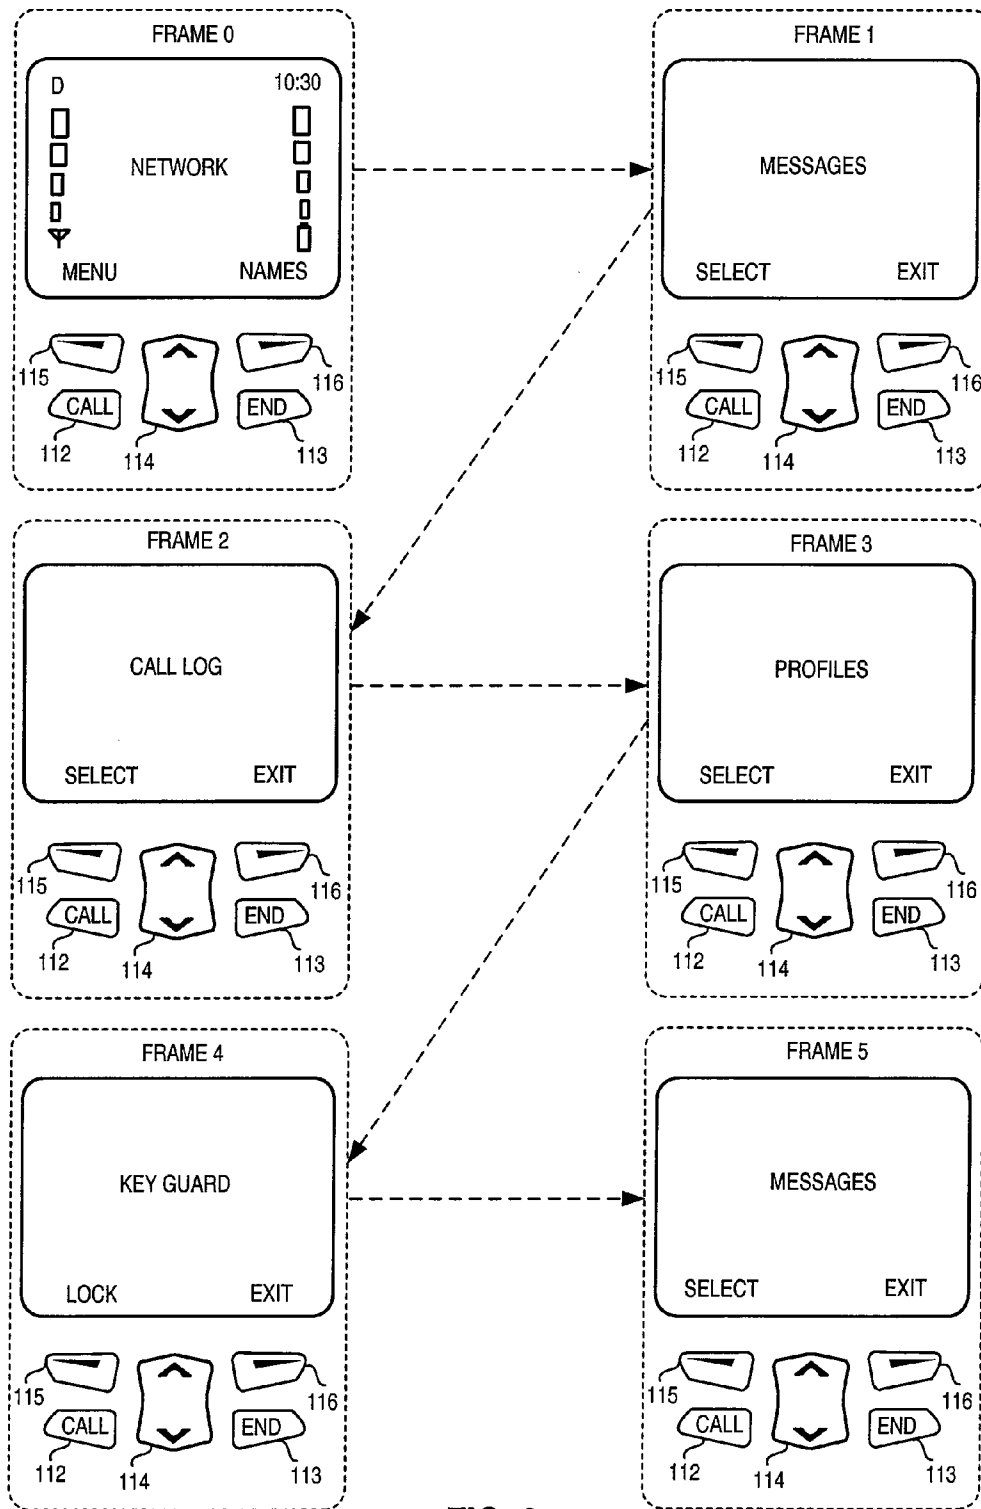 FRAME 0
D 10:30
NETWORK
MENU NAMES
115 116
CALL END
112 114 113
FRAME 1
MESSAGES
SELECT EXIT
115 116
CALL END
112 114 113
FRAME 2
CALL LOG
SELECT EXIT
115 116
CALL END
112 114 113
FRAME 3
PROFILES
SELECT EXIT
115 116
CALL END
112 114 113
FRAME 4
KEY GUARD
LOCK EXIT
115 116
CALL END
112 114 113
FRAME 5
MESSAGES
SELECT EXIT
115 116
CALL END
112 114 113